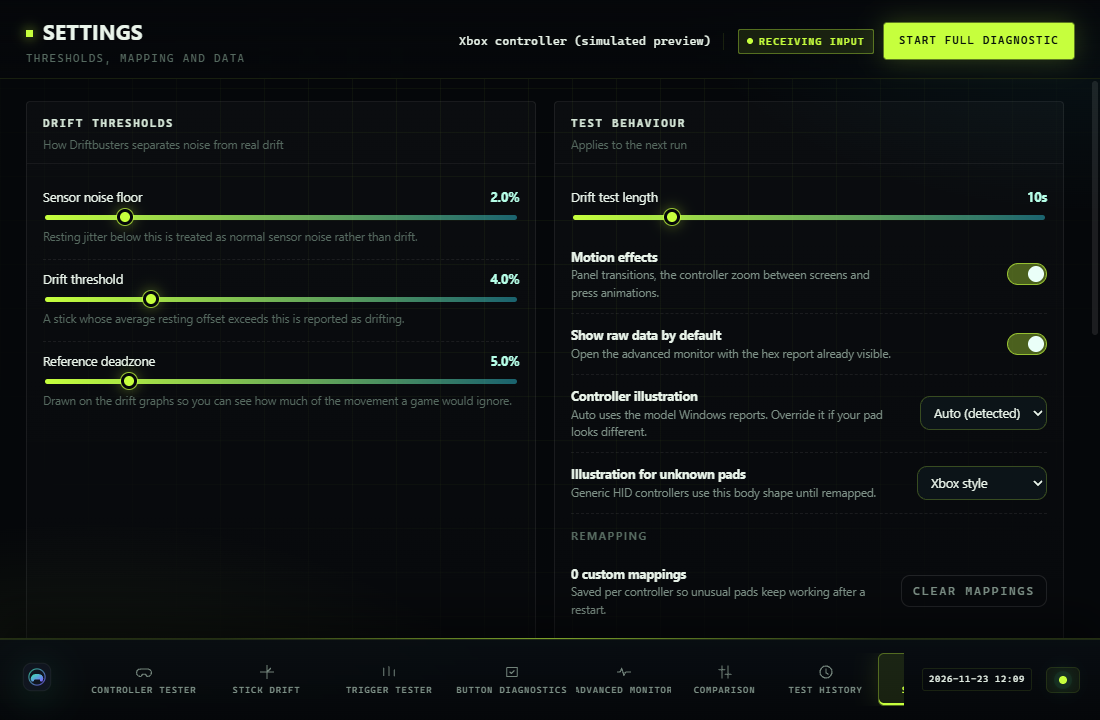 SETTINGS
THRESHOLDS, MAPPING AND DATA
Xbox controller (simulated preview)
RECEIVING INPUT
START FULL DIAGNOSTIC
DRIFT THRESHOLDS
How Driftbusters separates noise from real drift
Sensor noise floor
2.0%
Resting jitter below this is treated as normal sensor noise rather than drift.
Drift threshold
4.0%
A stick whose average resting offset exceeds this is reported as drifting.
Reference deadzone
5.0%
Drawn on the drift graphs so you can see how much of the movement a game would ignore.
TEST BEHAVIOUR
Applies to the next run
Drift test length
10s
Motion effects
Panel transitions, the controller zoom between screens and
press animations.
Show raw data by default
Open the advanced monitor with the hex report already visible.
Controller illustration
Auto uses the model Windows reports. Override it if your pad
looks different.
Auto (detected)
Illustration for unknown pads
Generic HID controllers use this body shape until remapped.
Xbox style
REMAPPING
0 custom mappings
Saved per controller so unusual pads keep working after a
restart.
CLEAR MAPPINGS
CONTROLLER TESTER
STICK DRIFT
TRIGGER TESTER
BUTTON DIAGNOSTICS
ADVANCED MONITOR
COMPARISON
TEST HISTORY
2026-11-23 12:09